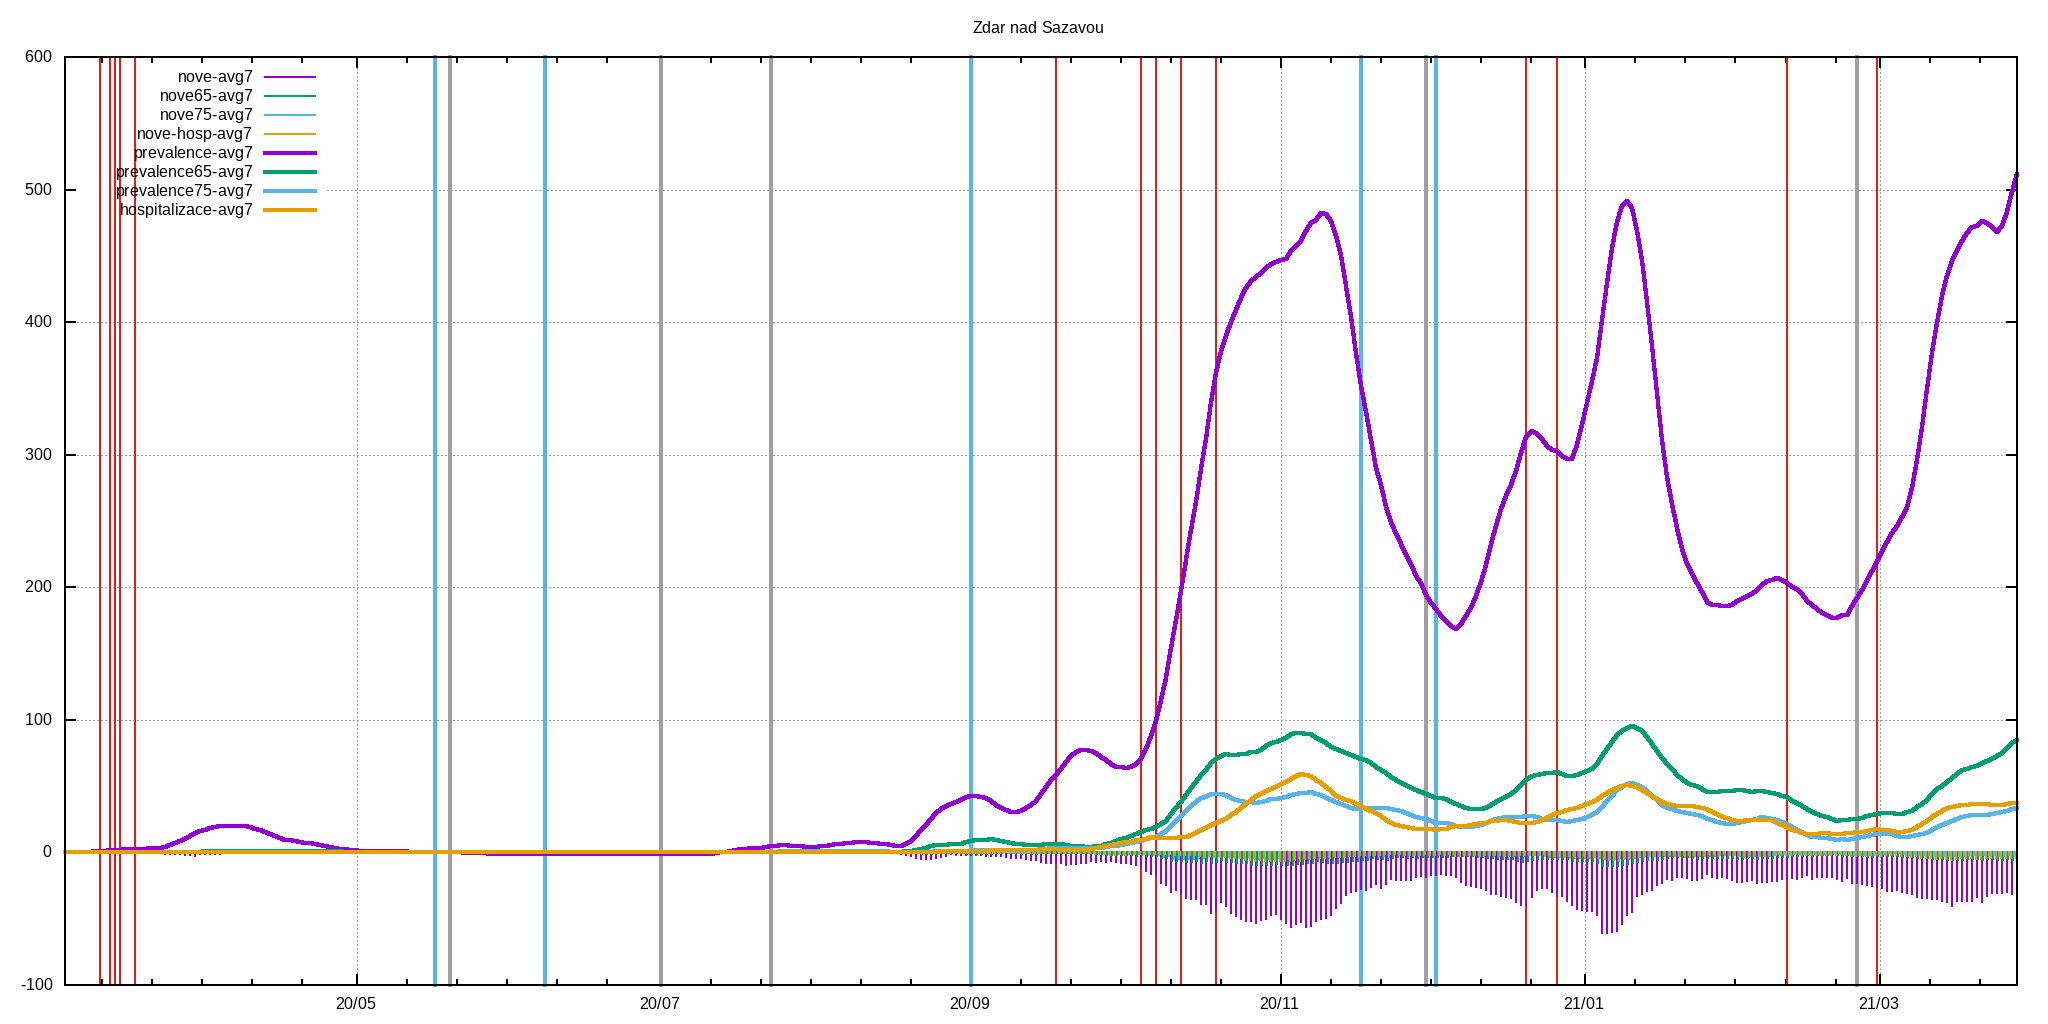 Zdar nad Sazavou
600
500
400
300
200
100
0
-100
nove-avg7
nove65-avg7
nove75-avg7
nove-hosp-avg7
prevalence-avg7
prevalence65-avg7
prevalence75-avg7
hospitalizace-avg7
20/05 20/07 20/09 20/11 21/01 21/03